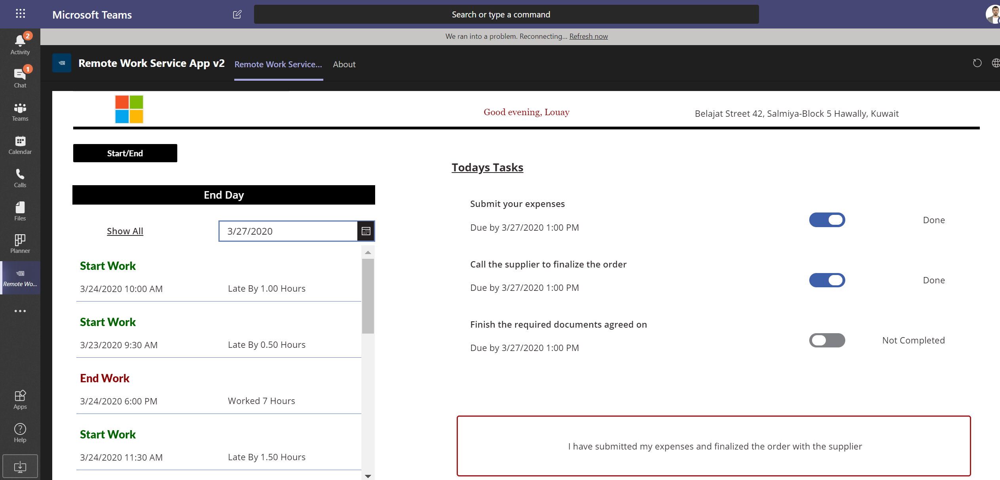 Microsoft Teams
Search or type a command
2
Activity
1
Chat
Teams
Calendar
Calls
Files
Planner
Remote Wo...
Apps
Help
We ran into a problem. Reconnecting... Refresh now
Remote Work Service App v2
Remote Work Service...
About
Good evening, Louay
Belajat Street 42, Salmiya-Block 5 Hawally, Kuwait
Start/End
End Day
Show All
3/27/2020
Start Work
3/24/2020 10:00 AM
Late By 1.00 Hours
Start Work
3/23/2020 9:30 AM
Late By 0.50 Hours
End Work
3/24/2020 6:00 PM
Worked 7 Hours
Start Work
3/24/2020 11:30 AM
Late By 1.50 Hours
Todays Tasks
Submit your expenses
Due by 3/27/2020 1:00 PM
Done
Call the supplier to finalize the order
Due by 3/27/2020 1:00 PM
Done
Finish the required documents agreed on
Due by 3/27/2020 1:00 PM
Not Completed
I have submitted my expenses and finalized the order with the supplier